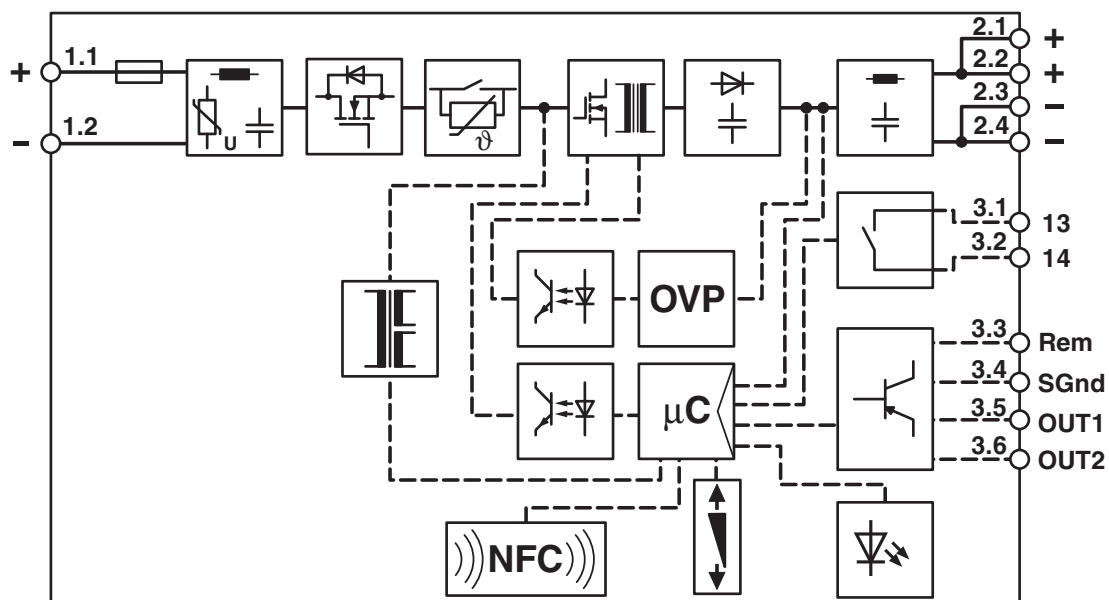 + 1.1
- 1.2
U
ϑ
2.1 +
2.2 +
2.3 −
2.4 −
3.1 13
3.2 14
OVP
3.3 Rem
3.4 SGnd
3.5 OUT1
3.6 OUT2
μC
NFC